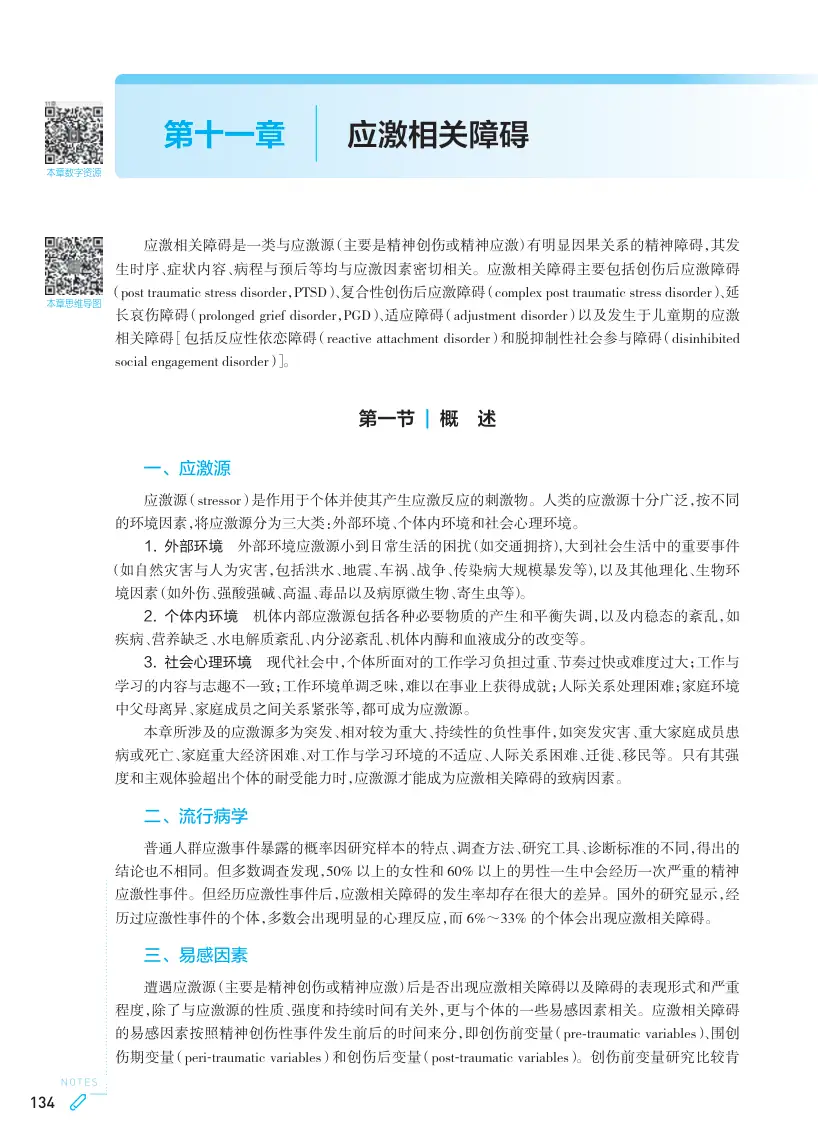 第十一章 应激相关障碍
本章数字资源
本章思维导图
应激相关障碍是一类与应激源(主要是精神创伤或精神应激)有明显因果关系的精神障碍,其发
生时序、症状内容、病程与预后等均与应激因素密切相关。应激相关障碍主要包括创伤后应激障碍
(post traumatic stress disorder,PTSD)、复合性创伤后应激障碍(complex post traumatic stress disorder)、延
长哀伤障碍(prolonged grief disorder,PGD)、适应障碍(adjustment disorder)以及发生于儿童期的应激
相关障碍[包括反应性依恋障碍(reactive attachment disorder)和脱抑制性社会参与障碍(disinhibited
social engagement disorder)]。
第一节 概 述
一、应激源
应激源(stressor)是作用于个体并使其产生应激反应的刺激物。人类的应激源十分广泛,按不同
的环境因素,将应激源分为三大类:外部环境、个体内环境和社会心理环境。
1. 外部环境 外部环境应激源小到日常生活的困扰(如交通拥挤),大到社会生活中的重要事件
(如自然灾害与人为灾害,包括洪水、地震、车祸、战争、传染病大规模暴发等),以及其他理化、生物环
境因素(如外伤、强酸强碱、高温、毒品以及病原微生物、寄生虫等)。
2. 个体内环境 机体内部应激源包括各种必要物质的产生和平衡失调,以及内稳态的紊乱,如
疾病、营养缺乏、水电解质紊乱、内分泌紊乱、机体内酶和血液成分的改变等。
3. 社会心理环境 现代社会中,个体所面对的工作学习负担过重、节奏过快或难度过大;工作与
学习的内容与志趣不一致;工作环境单调乏味,难以在事业上获得成就;人际关系处理困难;家庭环境
中父母离异、家庭成员之间关系紧张等,都可成为应激源。
本章所涉及的应激源多为突发、相对较为重大、持续性的负性事件,如突发灾害、重大家庭成员患
病或死亡、家庭重大经济困难、对工作与学习环境的不适应、人际关系困难、迁徙、移民等。只有其强
度和主观体验超出个体的耐受能力时,应激源才能成为应激相关障碍的致病因素。
二、流行病学
普通人群应激事件暴露的概率因研究样本的特点、调查方法、研究工具、诊断标准的不同,得出的
结论也不相同。但多数调查发现,50% 以上的女性和 60% 以上的男性一生中会经历一次严重的精神
应激性事件。但经历应激性事件后,应激相关障碍的发生率却存在很大的差异。国外的研究显示,经
历过应激性事件的个体,多数会出现明显的心理反应,而 6%~33% 的个体会出现应激相关障碍。
三、易感因素
遭遇应激源(主要是精神创伤或精神应激)后是否出现应激相关障碍以及障碍的表现形式和严重
程度,除了与应激源的性质、强度和持续时间有关外,更与个体的一些易感因素相关。应激相关障碍
的易感因素按照精神创伤性事件发生前后的时间来分,即创伤前变量(pre-traumatic variables)、围创
伤期变量(peri-traumatic variables)和创伤后变量(post-traumatic variables)。创伤前变量研究比较肯
NOTES
134